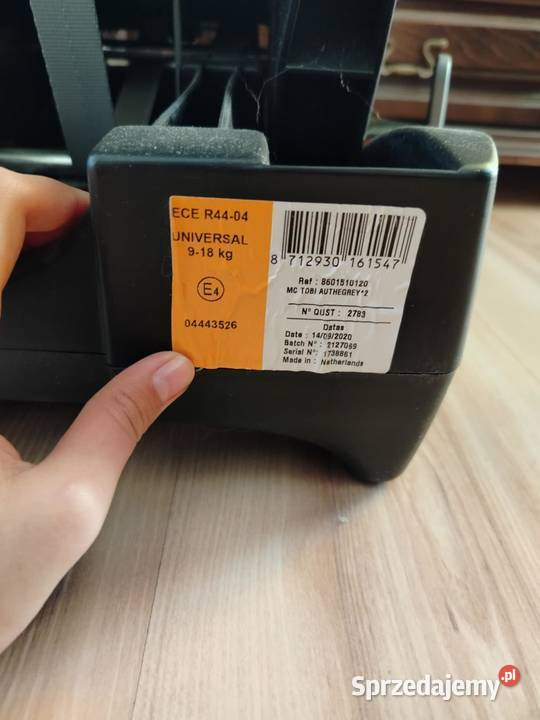 ECE R44-04
UNIVERSAL
9-18 kg
E4
04443526
8 712930 161547
Ref : 8601510120
MC TOBI AUTHEGREY*2
N° QUST : 2783
Datas
Date : 14/09/2020
Batch N° : 2127069
Serial N° : 1738861
Made in : Netherlands
Sprzedajemy.pl